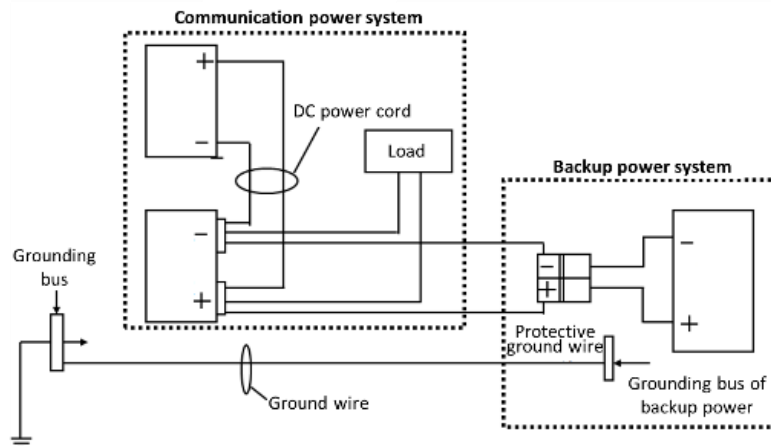 Communication power system
+
DC power cord
−
Load
Backup power system
−
−
Grounding
bus
−
+
+
+
Protective
ground wire
Grounding bus of
backup power
Ground wire